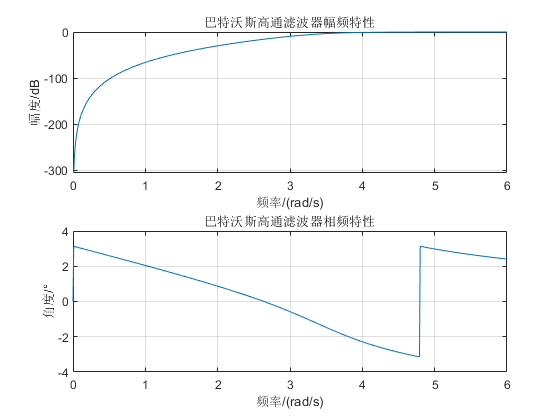 巴特沃斯高通滤波器幅频特性
0
-100
-200
-300
幅度/dB
0 1 2 3 4 5 6
频率/(rad/s)
巴特沃斯高通滤波器相频特性
4
2
0
-2
-4
角度/°
0 1 2 3 4 5 6
频率/(rad/s)